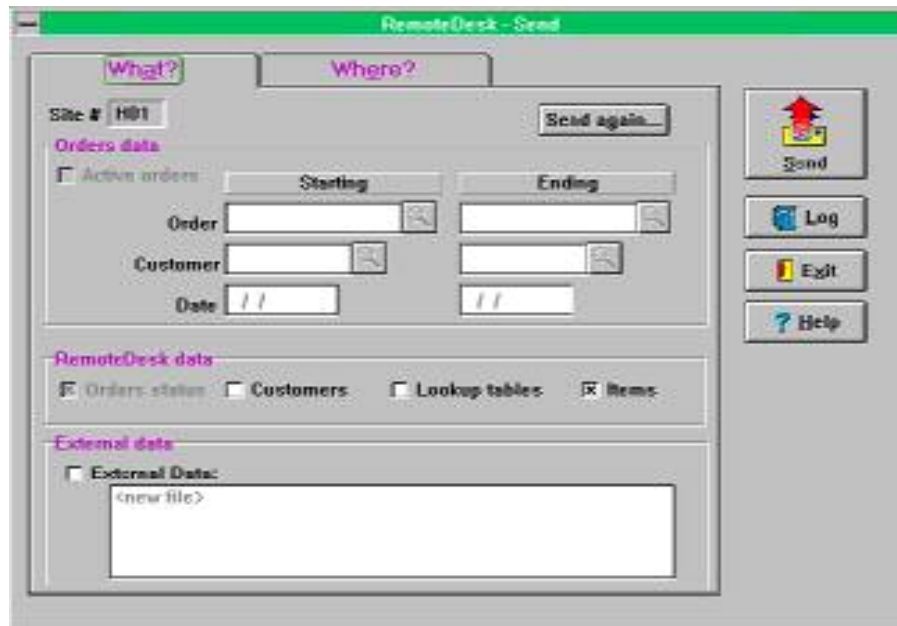 RemoteDesk - Send
What?
Where?
Site # H01
Send again...
Orders data
Active orders
Starting
Ending
Order
Customer
Date / /
/ /
RemoteDesk data
Orders status
Customers
Lookup tables
Items
External data
External Data:
<new file>
Send
Log
Exit
? Help